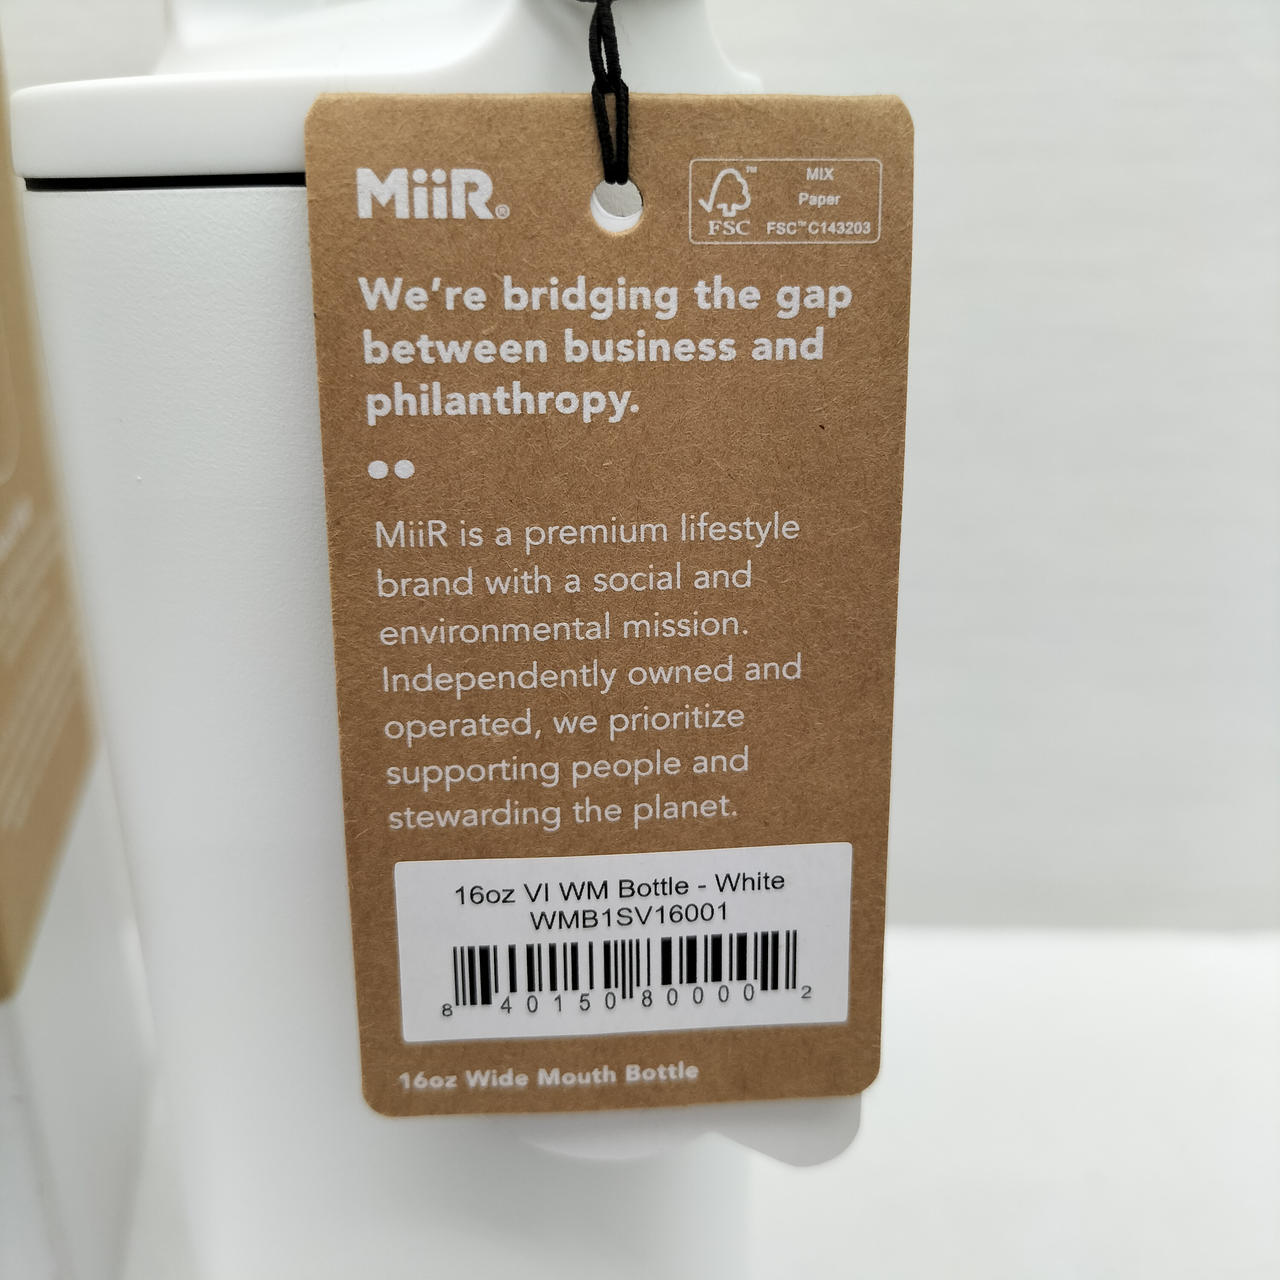 MiiR®
FSC™
MIX
Paper
FSC™C143203
We're bridging the gap
between business and
philanthropy.
MiiR is a premium lifestyle
brand with a social and
environmental mission.
Independently owned and
operated, we prioritize
supporting people and
stewarding the planet.
16oz VI WM Bottle - White
WMB1SV16001
8 40150 80000 2
16oz Wide Mouth Bottle